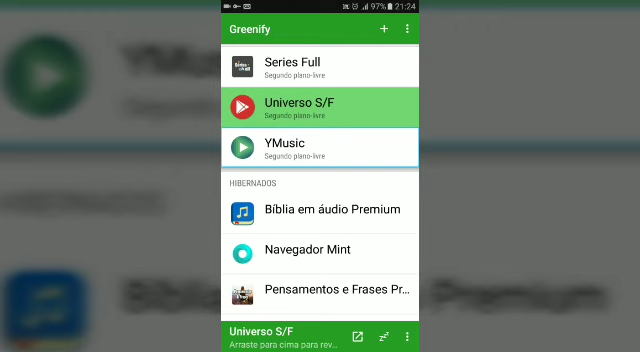 97% 21:24
Greenify
Series Full
Segundo plano-livre
Universo S/F
Segundo plano-livre
YMusic
Segundo plano-livre
HIBERNADOS
Bíblia em áudio Premium
Navegador Mint
Pensamentos e Frases Pr...
Universo S/F
Arraste para cima para rev...